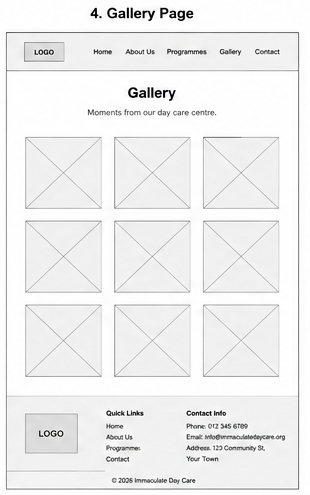 4. Gallery Page
LOGO
Home About Us Programmes Gallery Contact
Gallery
Moments from our day care centre.
LOGO
Quick Links
Home
About Us
Programmes
Contact
Contact Info
Phone: 012 345 6789
Email: info@immaculatedaycare.org
Address: 123 Community St,
Your Town
© 2026 Immaculate Day Care